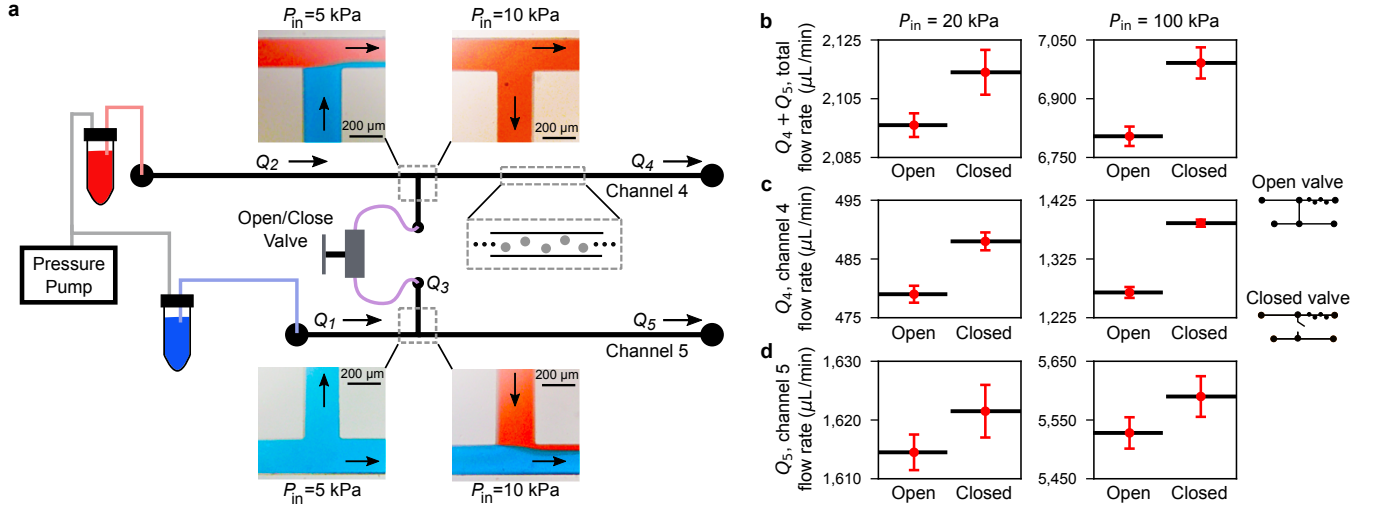 a
P_in=5 kPa
P_in=10 kPa
200 µm
200 µm
Q_2
Q_4
Channel 4
Open/Close
Valve
Pressure
Pump
Q_3
Q_1
Q_5
Channel 5
200 µm
200 µm
P_in=5 kPa
P_in=10 kPa
b
P_in = 20 kPa
P_in = 100 kPa
Q_4 + Q_5, total
flow rate (µL/min)
2,125
2,105
2,085
Open
Closed
7,050
6,900
6,750
Open
Closed
c
Q_4, channel 4
flow rate (µL/min)
495
485
475
Open
Closed
1,425
1,325
1,225
Open
Closed
Open valve
Closed valve
d
Q_5, channel 5
flow rate (µL/min)
1,630
1,620
1,610
Open
Closed
5,650
5,550
5,450
Open
Closed